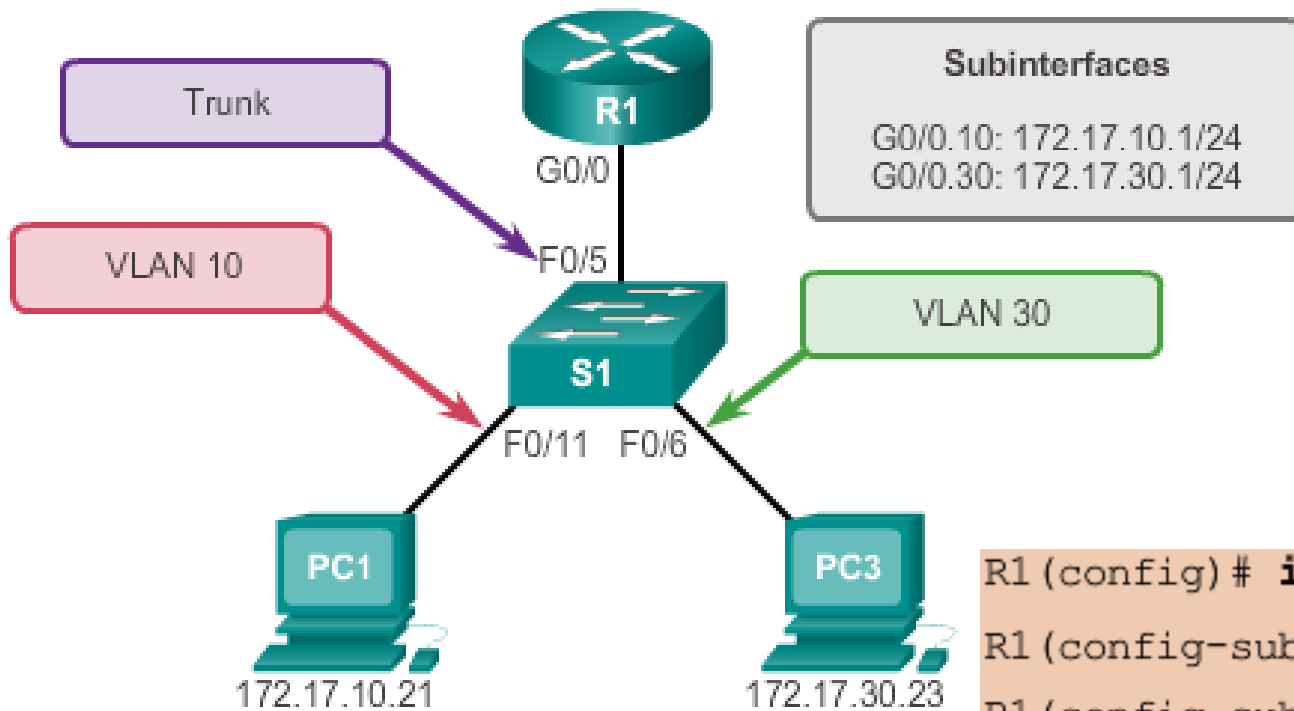 R1
Subinterfaces
G0/0.10: 172.17.10.1/24
G0/0.30: 172.17.30.1/24
Trunk
G0/0
VLAN 10
F0/5
VLAN 30
S1
F0/11 F0/6
PC1
PC3
172.17.10.21
172.17.30.23
R1(config)#
R1(config-sub